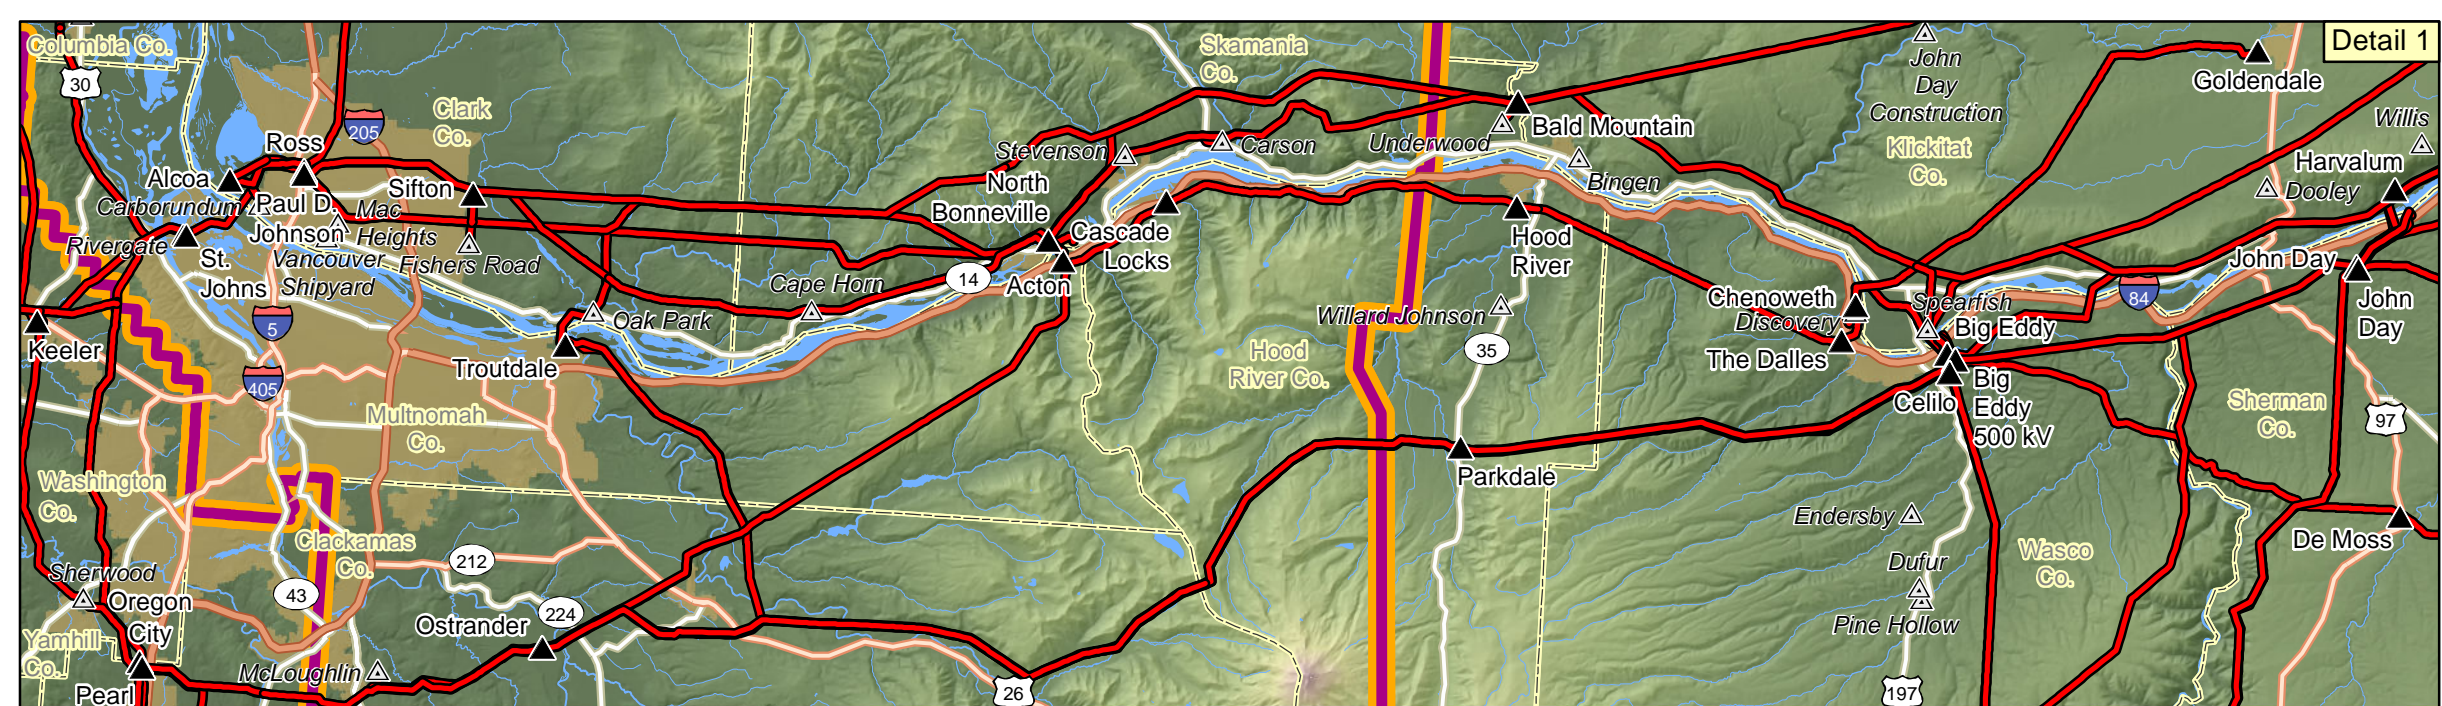 Detail 1
Columbia Co.
30
Clark
Co.
205
Skamania
Co.
John
Day
Construction
Goldendale
Willis
Ross
Alcoa
Sifton
Carborundum
Paul D.
Johnson
Mac
Heights
Rivergate
St.
Johns
Vancouver
Shipyard
Fishers Road
Stevenson
Carson
Underwood
Bald Mountain
Bingen
Klickitat
Co.
Harvalum
Dooley
North
Bonneville
Cascade
Locks
Acton
14
Cape Horn
Oak Park
Troutdale
Hood
River
Willard Johnson
35
Hood
River Co.
Chenoweth
Discovery
The Dalles
Spearfish
Big Eddy
Big
Eddy
500 kV
Celilo
84
John Day
John
Day
Keeler
5
405
Multnomah
Co.
Sherman
Co.
97
Washington
Co.
Parkdale
Clackamas
Co.
212
43
224
Sherwood
Oregon
City
Yamhill
Co.
Pearl
McLoughlin
Ostrander
26
Endersby
Dufur
Pine Hollow
197
Wasco
Co.
De Moss